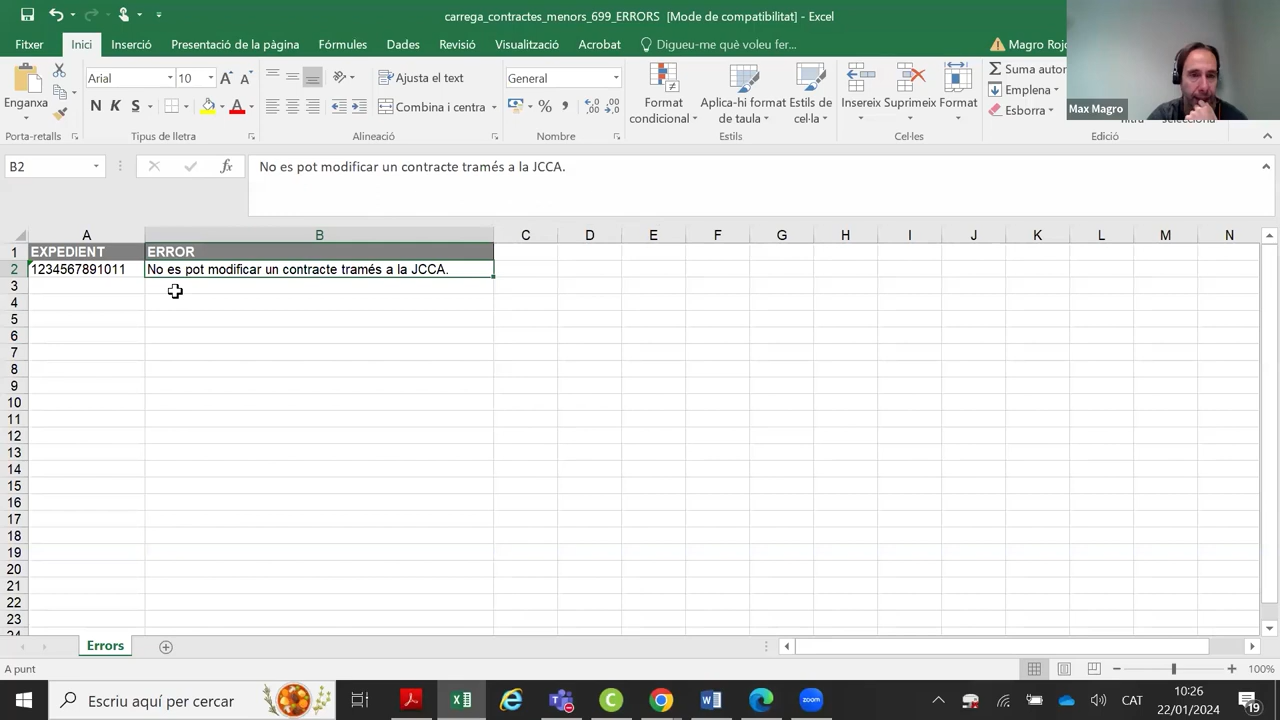 carrega_contractes_menors_699_ERRORS [Mode de compatibilitat] - Excel
Fitxer Inici Inserció Presentació de la pàgina Fórmules Dades Revisió Visualització Acrobat Digueu-me què voleu fer... Magro Roj
Enganxa
Arial 10
Ajusta el text
General
N K S
Combina i centra
Format condicional
Aplica-hi format de taula
Estils de cel·la
Insereix Suprimeix Format
Emplena
Esborra
Max Magro
Porta-retalls Tipus de lletra Alineació Nombre Estils Cel·les Edició
B2 fx No es pot modificar un contracte tramés a la JCCA.
A B C D E F G H I J K L M N
1 EXPEDIENT ERROR
2 1234567891011 No es pot modificar un contracte tramés a la JCCA.
3
4
5
6
7
8
9
10
11
12
13
14
15
16
17
18
19
20
21
22
23
Errors
A punt 100%
Escriu aquí per cercar
CAT
10:26
22/01/2024
19